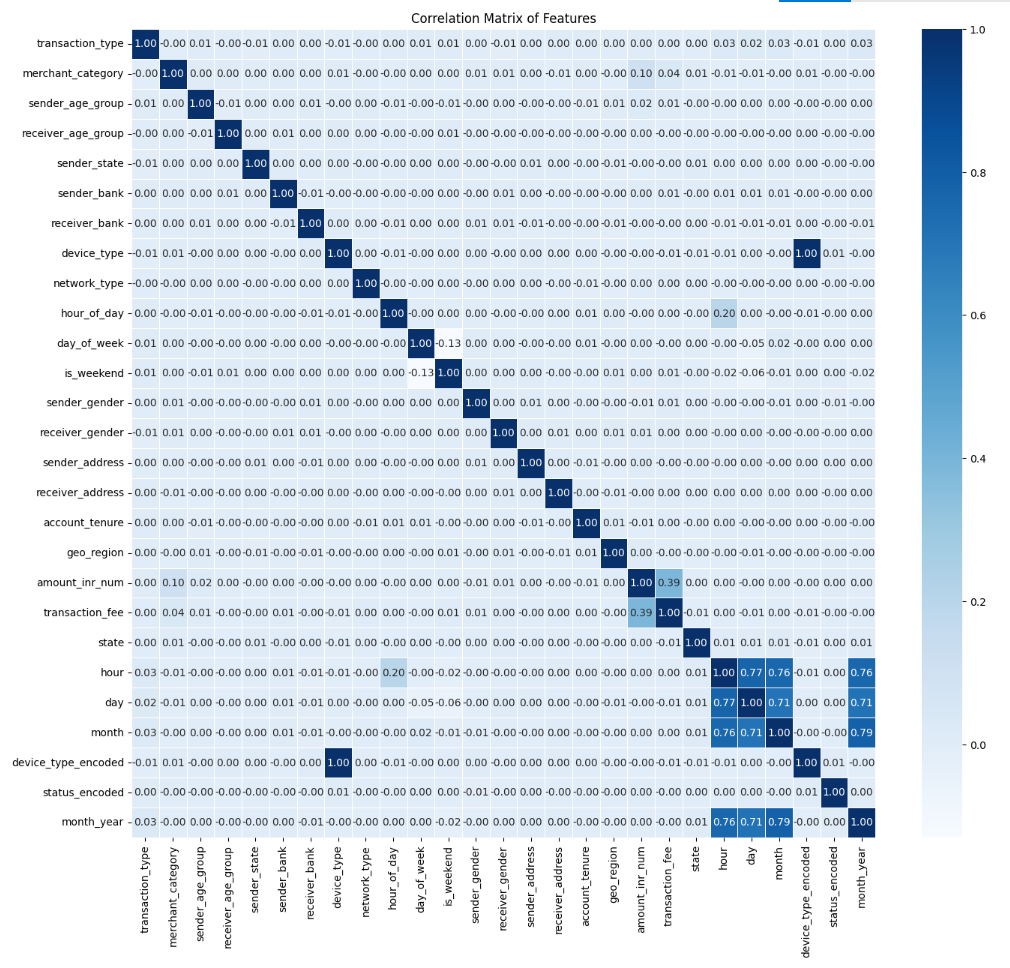 Correlation Matrix of Features
transaction_type 1.00 -0.00 0.01 -0.00 -0.01 0.00 0.00 -0.01 -0.00 0.00 0.01 0.01 0.00 -0.01 0.00 0.00 0.00 0.00 0.00 0.00 0.00 0.03 0.02 0.03 -0.01 0.00 0.03
merchant_category -0.00 1.00 0.00 0.00 0.00 0.00 0.00 0.01 -0.00 0.00 0.00 0.00 0.01 0.01 0.00 -0.01 0.00 -0.00 0.10 0.04 0.01 -0.01 -0.01 -0.00 0.01 -0.00 -0.00
sender_age_group 0.01 0.00 1.00 -0.01 0.00 0.00 0.01 -0.00 0.00 -0.01 -0.00 -0.01 -0.00 0.00 0.00 -0.00 -0.01 0.01 0.02 0.01 -0.00 -0.00 -0.00 -0.00 -0.00 0.00 -0.00
receiver_age_group -0.00 0.00 -0.01 1.00 0.00 0.01 0.00 -0.00 -0.00 -0.00 0.00 0.01 -0.00 -0.00 -0.00 -0.00 -0.00 -0.00 -0.00 -0.00 -0.00 -0.00 -0.00 -0.00 -0.00 -0.00 -0.00
sender_state -0.01 0.00 0.00 0.00 1.00 0.00 -0.00 0.00 -0.00 0.00 -0.00 0.00 -0.00 -0.00 0.01 0.00 -0.00 -0.01 -0.00 0.00 0.01 0.00 0.00 0.00 0.00 -0.00 -0.00
sender_bank 0.00 0.00 0.00 0.01 0.00 1.00 -0.01 -0.00 0.00 -0.00 -0.00 -0.00 0.00 0.01 0.00 -0.00 0.00 0.00 -0.00 0.01 -0.00 0.01 0.01 0.01 -0.00 -0.00 0.00
receiver_bank 0.00 0.00 0.01 0.00 -0.00 -0.01 1.00 0.00 0.00 -0.01 0.00 -0.00 0.01 0.01 -0.01 0.00 0.00 0.01 -0.00 0.00 -0.00 -0.01 -0.01 -0.01 0.00 -0.00 -0.01
device_type -0.01 0.01 -0.00 -0.00 0.00 -0.00 0.00 1.00 0.00 -0.01 0.00 0.00 -0.00 0.00 -0.00 -0.00 0.00 -0.00 -0.00 -0.00 0.00 -0.01 0.00 -0.00 1.00 0.01 -0.00
network_type -0.00 -0.00 0.00 -0.00 -0.00 0.00 0.00 0.00 1.00 0.00 0.00 0.00 -0.00 -0.00 0.00 -0.00 -0.01 0.00 0.00 -0.00 -0.00 0.00 -0.00 -0.00 0.00 -0.00 -0.00
hour_of_day 0.00 0.00 -0.01 -0.00 0.00 -0.00 -0.01 -0.01 0.00 1.00 0.00 0.00 -0.00 -0.00 -0.00 -0.00 0.01 0.00 -0.00 -0.00 -0.00 0.20 0.00 -0.00 -0.01 -0.00 0.00
day_of_week 0.01 0.00 -0.00 0.00 -0.00 -0.00 0.00 0.00 0.00 0.00 1.00 -0.13 0.00 0.00 -0.00 0.00 0.01 -0.00 -0.00 -0.00 0.00 -0.00 -0.05 0.02 0.00 -0.00 0.00
is_weekend 0.01 0.00 -0.01 0.01 0.00 -0.00 -0.00 0.00 0.00 0.00 -0.13 1.00 0.00 0.00 -0.00 -0.00 0.00 0.01 0.00 0.01 0.00 -0.02 -0.06 -0.01 0.00 -0.00 -0.02
sender_gender 0.00 0.01 -0.00 -0.00 -0.00 0.00 0.01 -0.00 -0.00 -0.00 0.00 0.00 1.00 0.00 0.01 -0.00 0.00 0.00 -0.01 0.00 0.00 -0.01 -0.00 -0.01 -0.00 -0.01 -0.00
receiver_gender -0.01 0.01 0.00 -0.00 -0.00 0.01 0.01 0.00 -0.00 -0.00 0.00 0.00 0.00 1.00 0.00 0.01 0.00 0.01 0.01 -0.00 0.00 0.00 0.00 -0.00 0.00 -0.00 0.00
sender_address 0.00 0.00 0.00 -0.00 0.01 0.00 -0.01 -0.00 0.00 -0.00 -0.00 -0.00 0.01 0.00 1.00 0.00 -0.01 -0.00 -0.00 0.00 0.00 0.00 0.00 0.00 -0.00 0.00 0.00
receiver_address 0.00 -0.01 -0.00 -0.00 0.00 -0.00 0.00 -0.00 -0.00 -0.00 0.00 -0.00 -0.00 0.01 0.00 1.00 0.00 -0.01 -0.00 0.00 0.00 -0.00 0.00 0.00 -0.00 0.00 0.00
account_tenure 0.00 0.00 -0.01 -0.00 -0.00 0.00 0.00 0.00 -0.01 0.01 0.01 0.00 0.00 0.00 -0.01 0.00 1.00 0.01 -0.01 0.00 0.00 -0.00 -0.00 -0.00 0.00 -0.00 -0.00
geo_region 0.00 -0.00 0.01 -0.00 -0.01 0.00 0.01 -0.00 0.00 0.00 -0.00 0.01 0.00 0.01 -0.00 -0.01 0.01 1.00 0.00 -0.00 -0.00 -0.01 -0.00 -0.00 -0.00 0.00 -0.00
amount_inr_num 0.00 0.10 0.02 -0.00 -0.00 -0.00 -0.00 -0.00 0.00 -0.00 -0.00 0.00 -0.01 0.01 -0.00 -0.00 -0.01 0.00 1.00 0.39 0.00 0.00 0.00 0.00 -0.00 0.00 0.00
transaction_fee 0.00 0.04 0.01 -0.00 0.00 0.01 0.00 -0.00 -0.00 -0.00 -0.00 0.01 0.00 -0.00 0.00 0.00 0.00 -0.00 0.39 1.00 -0.01 0.00 -0.00 0.01 -0.00 0.00 -0.01
state 0.00 0.01 -0.00 -0.00 0.01 -0.00 -0.00 0.00 -0.00 -0.00 0.00 0.00 0.00 0.00 0.00 0.00 0.00 -0.00 0.00 -0.01 1.00 0.01 0.01 0.01 0.00 -0.00 0.01
hour 0.03 -0.01 -0.00 -0.00 0.00 0.01 -0.01 -0.01 0.00 0.20 -0.00 -0.02 -0.01 0.00 0.00 -0.00 -0.00 -0.01 0.00 0.00 0.01 1.00 0.77 0.76 -0.01 0.00 0.76
day 0.02 -0.01 -0.00 -0.00 0.00 0.01 -0.01 0.00 -0.00 0.00 -0.05 -0.06 -0.00 0.00 0.00 0.00 -0.00 -0.00 0.00 -0.00 0.01 0.77 1.00 0.71 0.00 0.00 0.71
month 0.03 -0.00 -0.00 -0.00 0.00 0.01 -0.01 -0.00 -0.00 -0.00 0.02 -0.01 -0.01 -0.00 0.00 0.00 -0.00 -0.00 0.00 0.01 0.01 0.76 0.71 1.00 -0.00 -0.00 0.79
device_type_encoded -0.01 0.01 -0.00 -0.00 0.00 -0.00 0.00 1.00 0.00 -0.01 0.00 0.00 -0.00 0.00 -0.00 -0.00 0.00 -0.00 -0.00 -0.00 0.00 -0.01 0.00 -0.00 1.00 0.01 -0.00
status_encoded 0.00 -0.00 0.00 -0.00 -0.00 -0.00 -0.00 0.01 -0.00 -0.00 -0.00 -0.00 -0.01 -0.00 0.00 0.00 -0.00 0.00 0.00 0.00 -0.00 0.00 0.00 -0.00 0.01 1.00 0.00
month_year 0.03 -0.00 -0.00 -0.00 -0.00 0.00 -0.01 -0.00 -0.00 0.00 0.00 -0.02 -0.00 0.00 0.00 0.00 -0.00 -0.00 0.00 -0.01 0.01 0.76 0.71 0.79 -0.00 0.00 1.00
transaction_type merchant_category sender_age_group receiver_age_group sender_state sender_bank receiver_bank device_type network_type hour_of_day day_of_week is_weekend sender_gender receiver_gender sender_address receiver_address account_tenure geo_region amount_inr_num transaction_fee state hour day month device_type_encoded status_encoded month_year
1.0
0.8
0.6
0.4
0.2
0.0